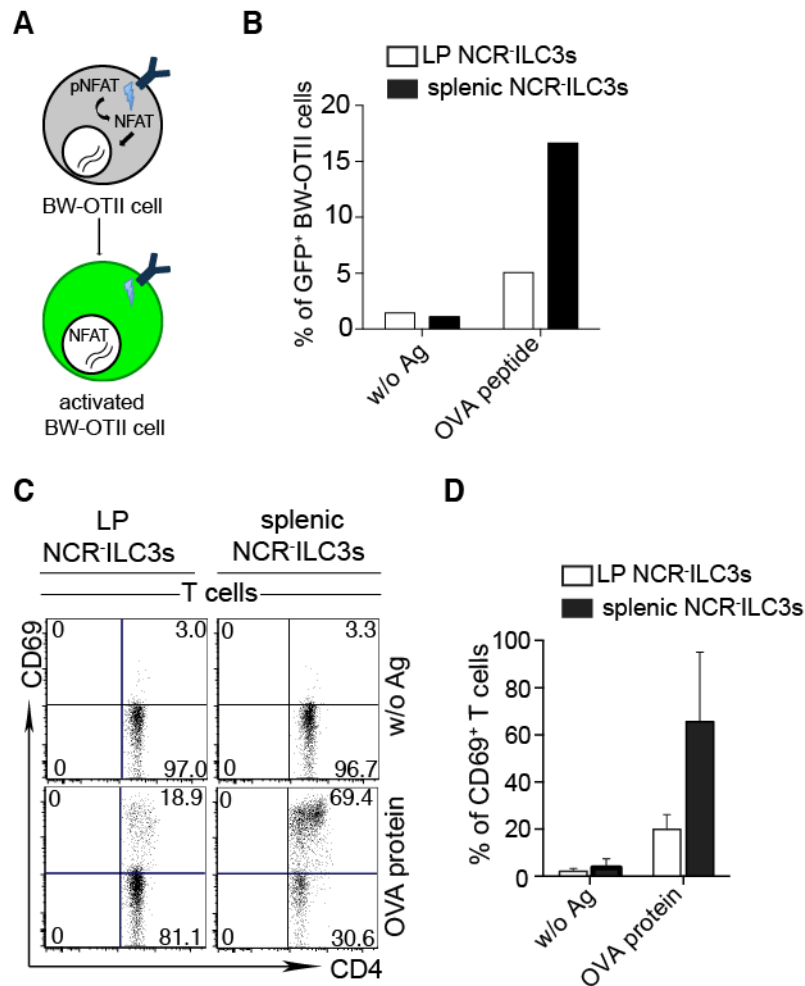 A
pNFAT
NFAT
BW-OTII cell
NFAT
activated
BW-OTII cell
B
LP NCR⁻ILC3s
splenic NCR⁻ILC3s
% of GFP⁺ BW-OTII cells
20
15
10
5
0
w/o Ag
OVA peptide
C
LP
NCR⁻ILC3s
splenic
NCR⁻ILC3s
T cells
CD69
0
3.0
0
97.0
0
3.3
0
96.7
w/o Ag
0
18.9
0
81.1
0
69.4
0
30.6
OVA protein
CD4
D
LP NCR⁻ILC3s
splenic NCR⁻ILC3s
% of CD69⁺ T cells
100
80
60
40
20
0
w/o Ag
OVA protein